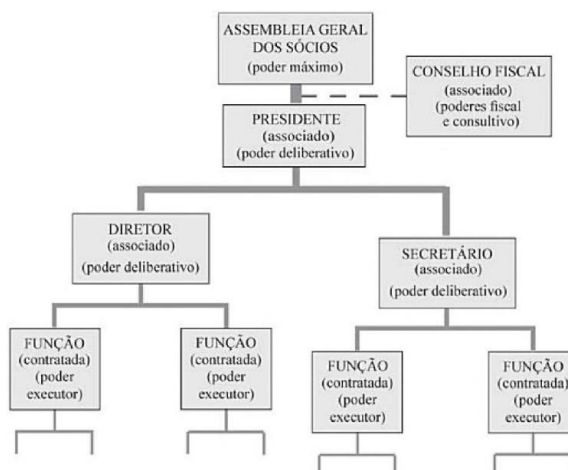 ASSEMBLEIA GERAL
DOS SÓCIOS
(poder máximo)
CONSELHO FISCAL
(associado)
(poderes fiscal
e consultivo)
PRESIDENTE
(associado)
(poder deliberativo)
DIRETOR
(associado)
(poder deliberativo)
SECRETÁRIO
(associado)
(poder deliberativo)
FUNÇÃO
(contratada)
(poder
executor)
FUNÇÃO
(contratada)
(poder
executor)
FUNÇÃO
(contratada)
(poder
executor)
FUNÇÃO
(contratada)
(poder
executor)